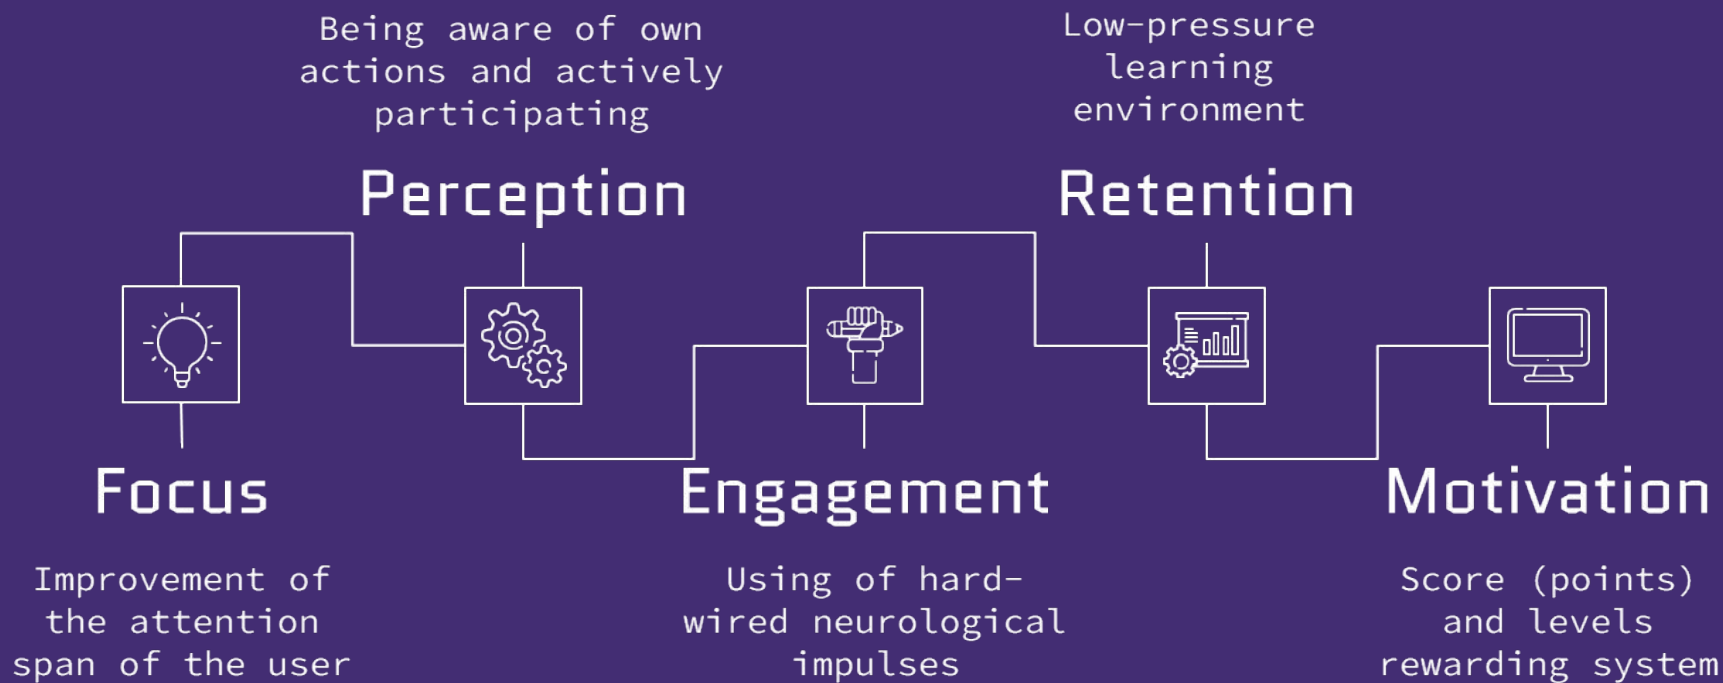 Being aware of own
actions and actively
participating
Perception
Low-pressure
learning
environment
Retention
Focus
Improvement of
the attention
span of the user
Engagement
Using of hard-
wired neurological
impulses
Motivation
Score (points)
and levels
rewarding system